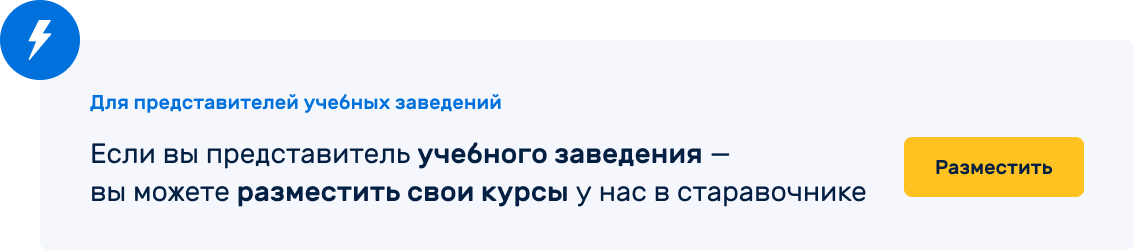 Для представителей учебных заведений
Если вы представитель учебного заведения —
вы можете разместить свои курсы у нас в старавочнике
Разместить